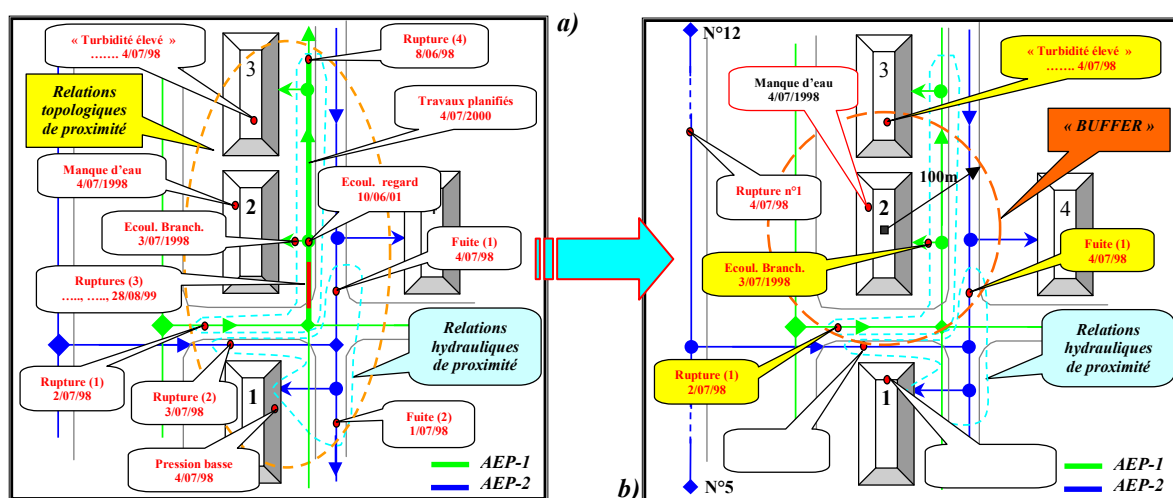 a)
« Turbidité élevé »
……. 4/07/98
Rupture (4)
8/06/98
3
Relations
topologiques
de proximité
Travaux planifiés
4/07/2000
Manque d’eau
4/07/1998
2
Ecoul. regard
10/06/01
Ecoul. Branch.
3/07/1998
Fuite (1)
4/07/98
Ruptures (3)
….., ….., 28/08/99
Relations
hydrauliques
de proximité
Rupture (1)
2/07/98
Rupture (2)
3/07/98
1
Fuite (2)
1/07/98
Pression basse
4/07/98
AEP-1
AEP-2
b)
N°12
« Turbidité élevé »
……. 4/07/98
3
Manque d’eau
4/07/1998
« BUFFER »
100m
Rupture n°1
4/07/98
2
4
Ecoul. Branch.
3/07/1998
Fuite (1)
4/07/98
Relations
hydrauliques
de proximité
Rupture (1)
2/07/98
1
N°5
AEP-1
AEP-2